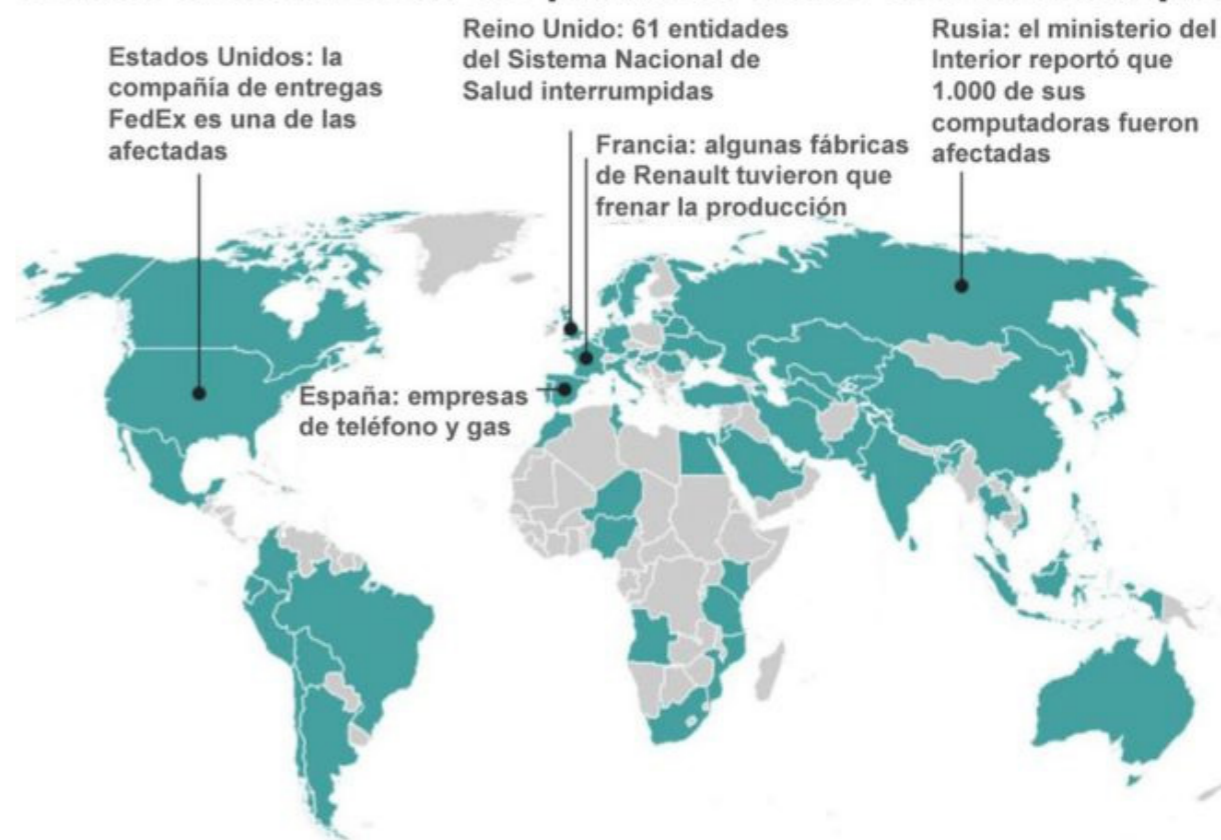 Estados Unidos: la
compañía de entregas
FedEx es una de las
afectadas
Reino Unido: 61 entidades
del Sistema Nacional de
Salud interrumpidas
Francia: algunas fábricas
de Renault tuvieron que
frenar la producción
Rusia: el ministerio del
Interior reportó que
1.000 de sus
computadoras fueron
afectadas
España: empresas
de teléfono y gas